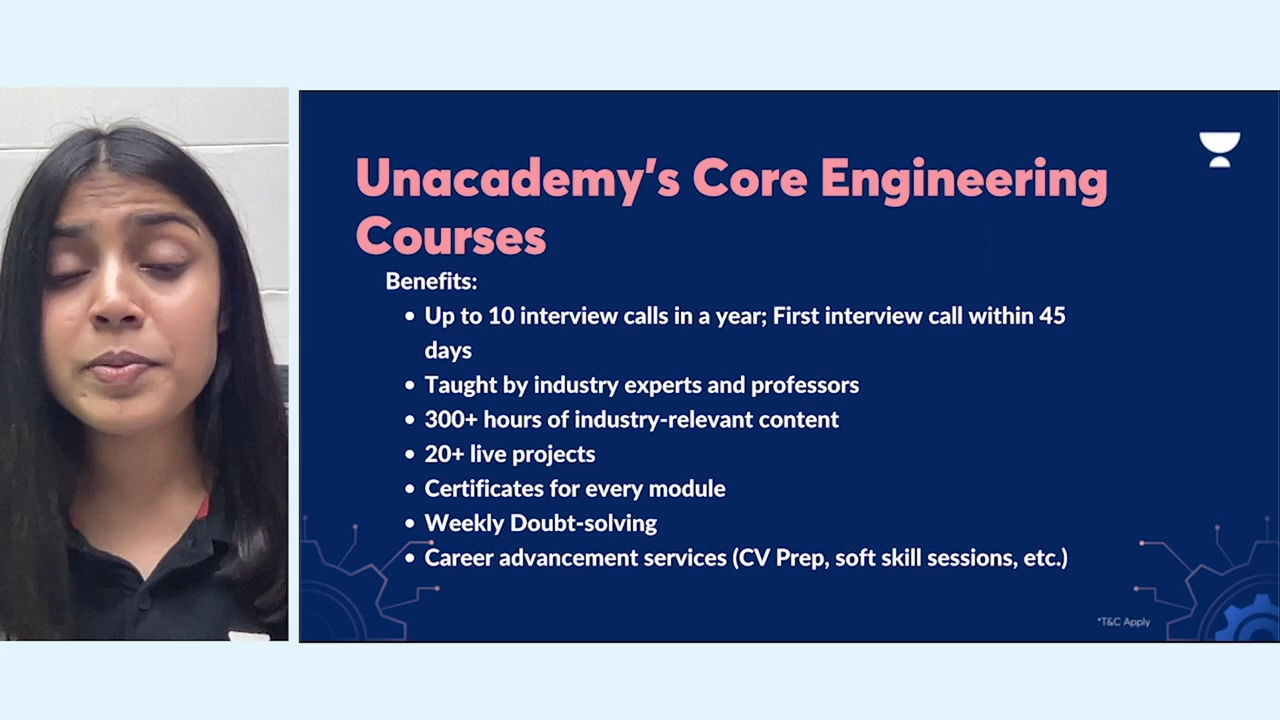 Unacademy's Core Engineering
Courses
Benefits:
• Up to 10 interview calls in a year; First interview call within 45
days
• Taught by industry experts and professors
• 300+ hours of industry-relevant content
• 20+ live projects
• Certificates for every module
• Weekly Doubt-solving
• Career advancement services (CV Prep, soft skill sessions, etc.)
*T&C Apply